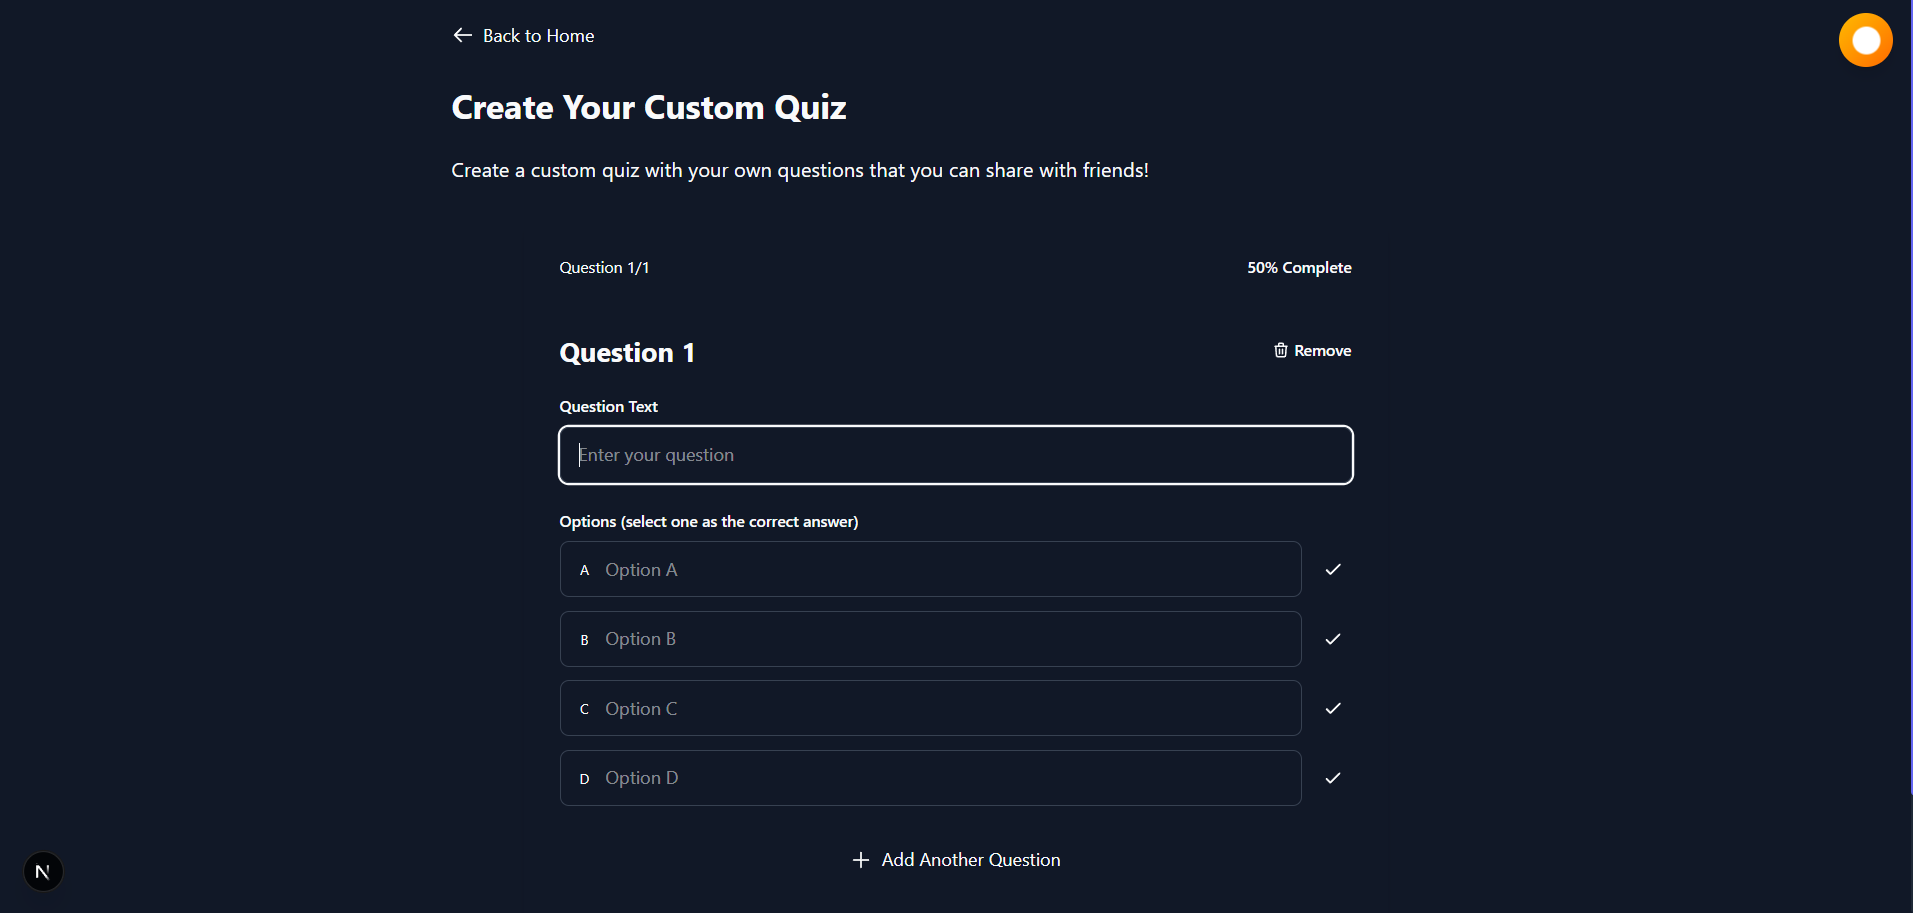 Back to Home
Create Your Custom Quiz
Create a custom quiz with your own questions that you can share with friends!
Question 1/1
50% Complete
Question 1
Remove
Question Text
Enter your question
Options (select one as the correct answer)
A Option A
B Option B
C Option C
D Option D
Add Another Question
N